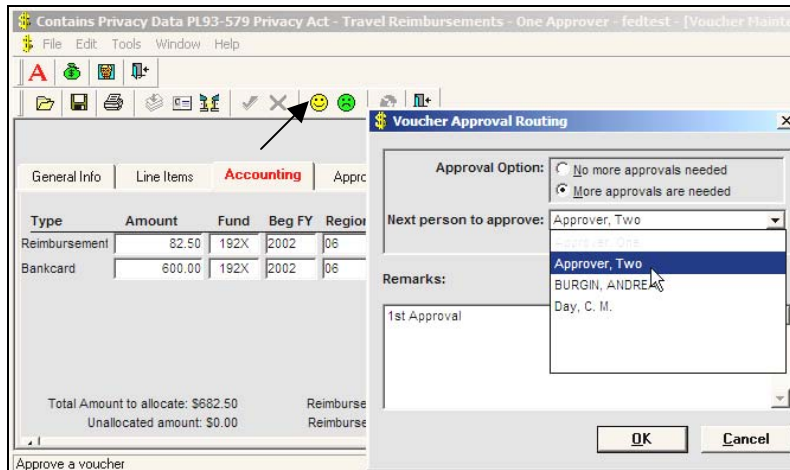 Contains Privacy Data PL93-579 Privacy Act - Travel Reimbursements - One Approver - fedtest - [Voucher Mainte
File Edit Tools Window Help
A
General Info Line Items Accounting Appro
Type Amount Fund Beg FY Region
Reimbursement 82.50 192X 2002 06
Bankcard 600.00 192X 2002 06
Total Amount to allocate: $682.50 Reimburse
Unallocated amount: $0.00 Reimburse
Approve a voucher
Voucher Approval Routing
Approval Option: No more approvals needed
More approvals are needed
Next person to approve: Approver, Two
Approver, One
Approver, Two
BURGIN, ANDREA
Day, C. M.
Remarks:
1st Approval
OK Cancel